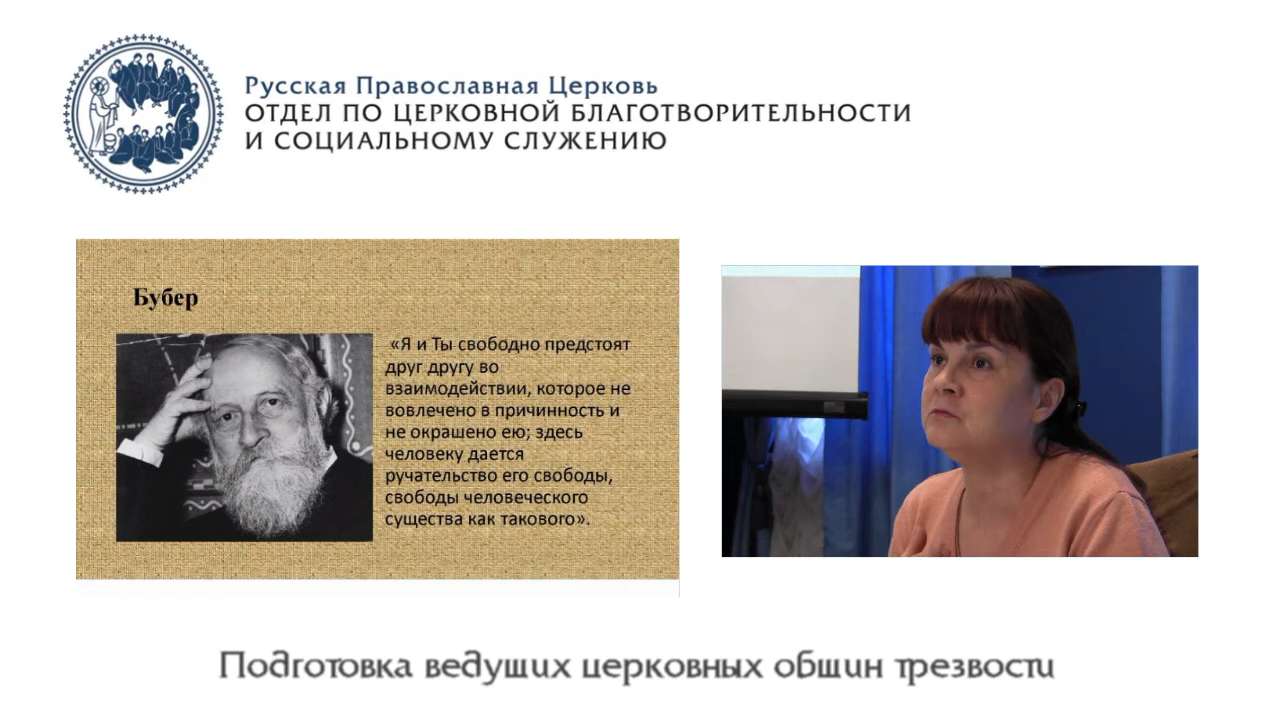 Русская Православная Церковь
ОТДЕЛ ПО ЦЕРКОВНОЙ БЛАГОТВОРИТЕЛЬНОСТИ
И СОЦИАЛЬНОМУ СЛУЖЕНИЮ
Бубер
«Я и Ты свободно предстоят
друг другу во
взаимодействии, которое не
вовлечено в причинность и
не окрашено ею; здесь
человеку дается
ручательство его свободы,
свободы человеческого
существа как такового».
Подготовка ведущих церковных общин трезвости